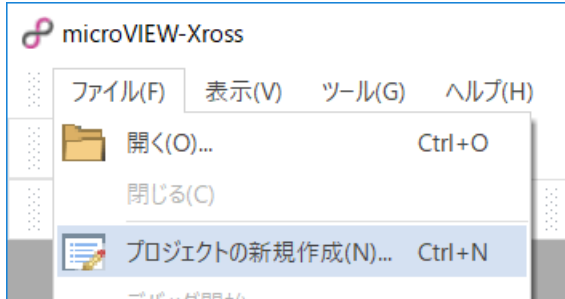 microVIEW-Xross
ファイル(F) 表示(V) ツール(G) ヘルプ(H)
開く(O)... Ctrl+O
閉じる(C)
プロジェクトの新規作成(N)... Ctrl+N